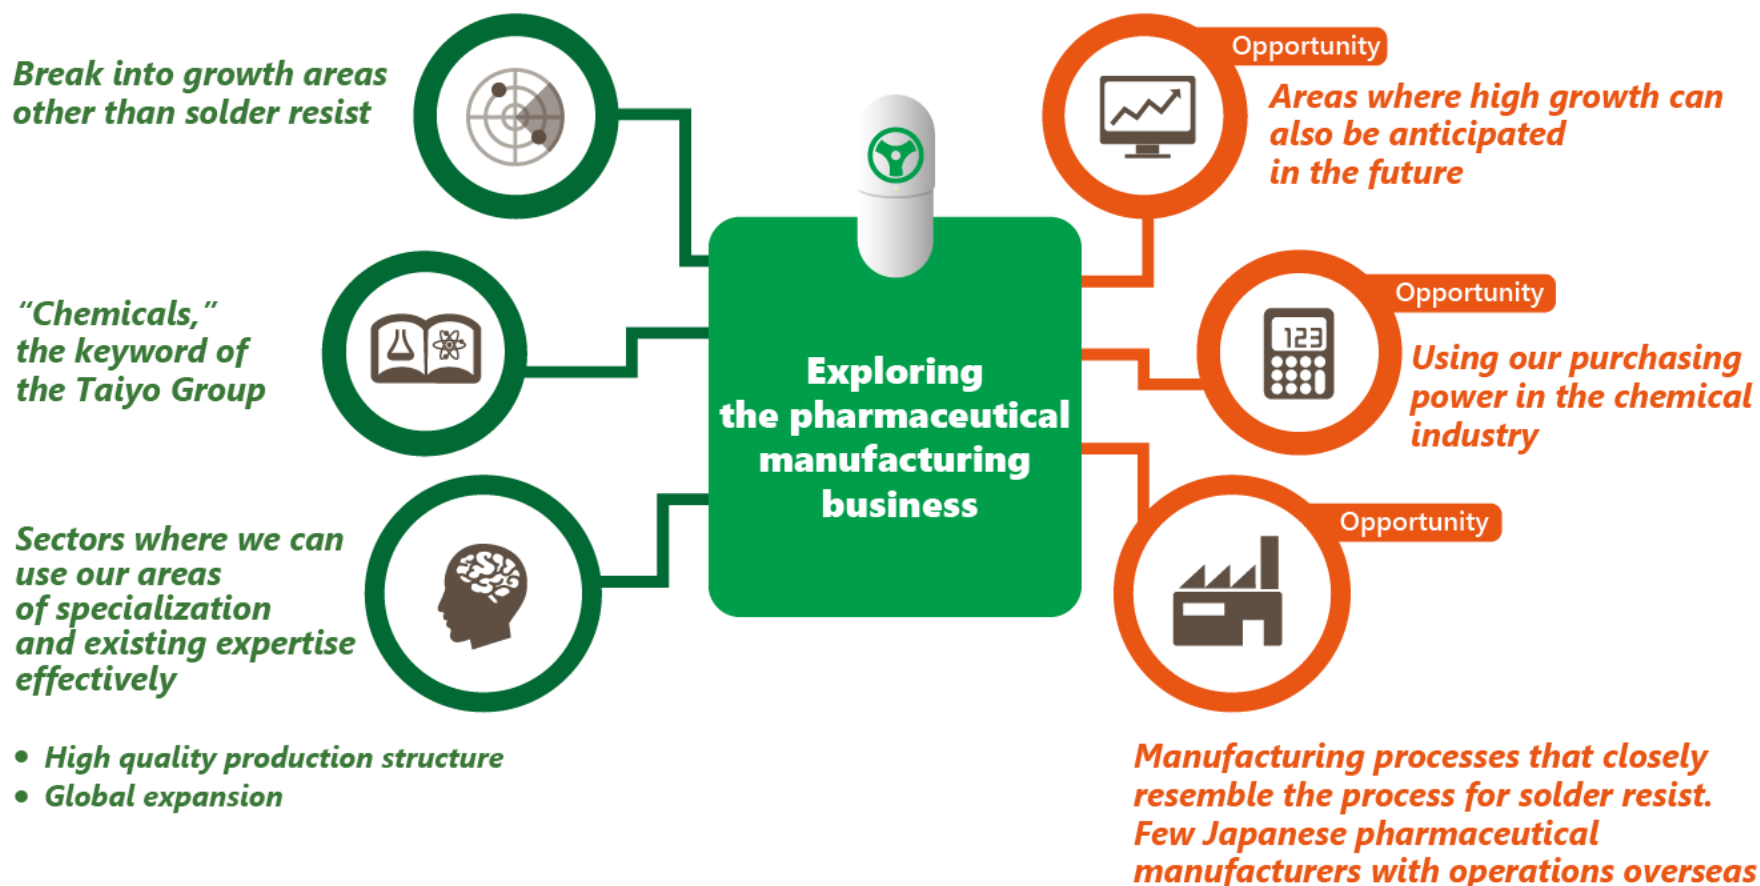 Break into growth areas
other than solder resist
“Chemicals,”
the keyword of
the Taiyo Group
Sectors where we can
use our areas
of specialization
and existing expertise
effectively
• High quality production structure
• Global expansion
Exploring
the pharmaceutical
manufacturing
business
Opportunity
Areas where high growth can
also be anticipated
in the future
Opportunity
123
Using our purchasing
power in the chemical
industry
Opportunity
Manufacturing processes that closely
resemble the process for solder resist.
Few Japanese pharmaceutical
manufacturers with operations overseas